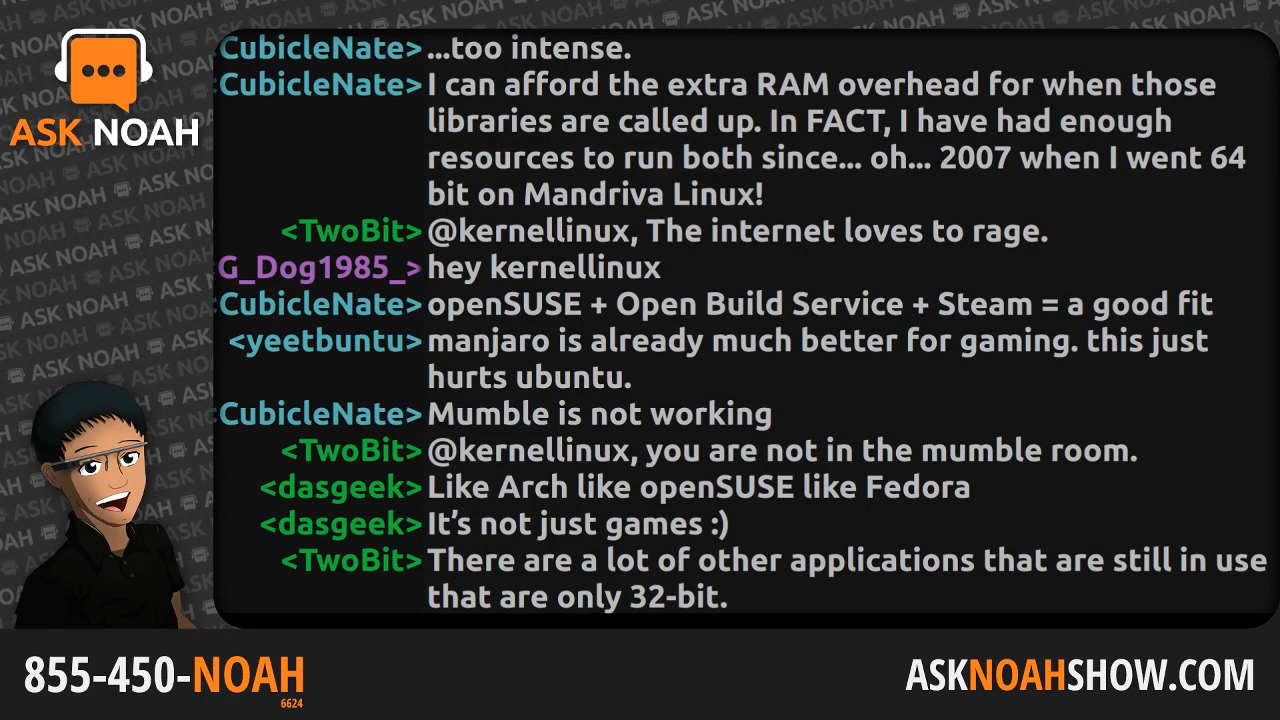 ASK NOAH
CubicleNate> ...too intense.
CubicleNate> I can afford the extra RAM overhead for when those
libraries are called up. In FACT, I have had enough
resources to run both since... oh... 2007 when I went 64
bit on Mandriva Linux!
<TwoBit> @kernellinux, The internet loves to rage.
G_Dog1985_> hey kernellinux
CubicleNate> openSUSE + Open Build Service + Steam = a good fit
<yeetbuntu> manjaro is already much better for gaming. this just
hurts ubuntu.
CubicleNate> Mumble is not working
<TwoBit> @kernellinux, you are not in the mumble room.
<dasgeek> Like Arch like openSUSE like Fedora
<dasgeek> It’s not just games :)
<TwoBit> There are a lot of other applications that are still in use
that are only 32-bit.
855-450-NOAH
6624
ASKNOAHSHOW.COM